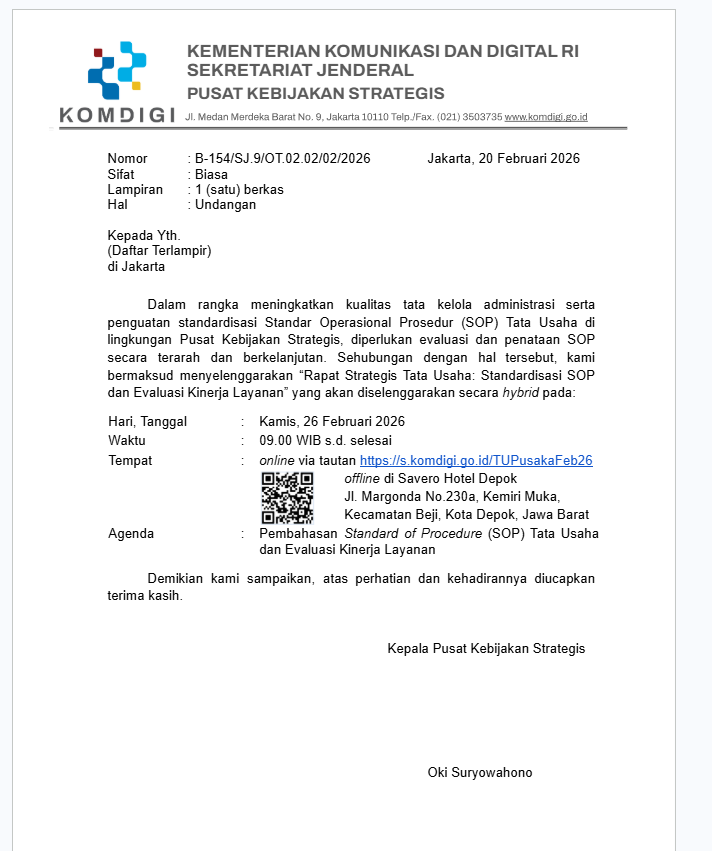 KEMENTERIAN KOMUNIKASI DAN DIGITAL RI
SEKRETARIAT JENDERAL
PUSAT KEBIJAKAN STRATEGIS
KOMDIGI
Jl. Medan Merdeka Barat No. 9, Jakarta 10110 Telp./Fax. (021) 3503735 www.komdigi.go.id
Nomor : B-154/SJ.9/OT.02.02/02/2026 Jakarta, 20 Februari 2026
Sifat : Biasa
Lampiran : 1 (satu) berkas
Hal : Undangan
Kepada Yth.
(Daftar Terlampir)
di Jakarta
Dalam rangka meningkatkan kualitas tata kelola administrasi serta
penguatan standardisasi Standar Operasional Prosedur (SOP) Tata Usaha di
lingkungan Pusat Kebijakan Strategis, diperlukan evaluasi dan penataan SOP
secara terarah dan berkelanjutan. Sehubungan dengan hal tersebut, kami
bermaksud menyelenggarakan “Rapat Strategis Tata Usaha: Standardisasi SOP
dan Evaluasi Kinerja Layanan” yang akan diselenggarakan secara hybrid pada:
Hari, Tanggal : Kamis, 26 Februari 2026
Waktu : 09.00 WIB s.d. selesai
Tempat : online via tautan https://s.komdigi.go.id/TUPusakaFeb26
offline di Savero Hotel Depok
Jl. Margonda No.230a, Kemiri Muka,
Kecamatan Beji, Kota Depok, Jawa Barat
Agenda : Pembahasan Standard of Procedure (SOP) Tata Usaha
dan Evaluasi Kinerja Layanan
Demikian kami sampaikan, atas perhatian dan kehadirannya diucapkan
terima kasih.
Kepala Pusat Kebijakan Strategis
Oki Suryowahono